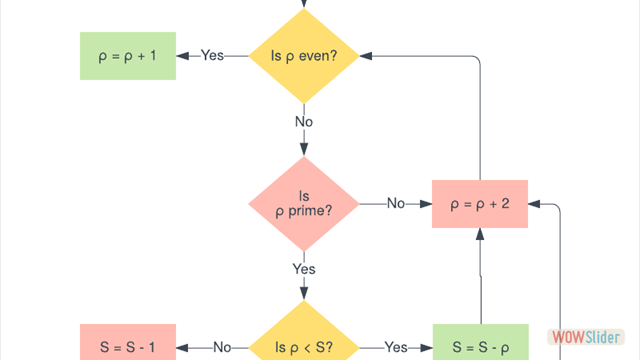 ρ = ρ + 1
Yes
Is ρ even?
No
Is
ρ prime?
No
ρ = ρ + 2
Yes
S = S - 1
No
Is ρ < S?
Yes
S = S - ρ
WOWSlider